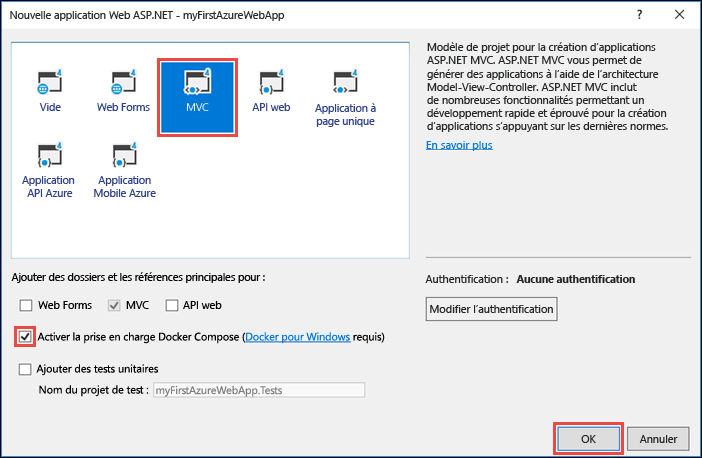 Nouvelle application Web ASP.NET - myFirstAzureWebApp
?
Vide
Web Forms
MVC
API web
Application à
page unique
Application
API Azure
Application
Mobile Azure
Modèle de projet pour la création d'applications
ASP.NET MVC. ASP.NET MVC vous permet de
générer des applications à l'aide de l'architecture
Model-View-Controller. ASP.NET MVC inclut
de nombreuses fonctionnalités permettant un
développement rapide et éprouvé pour la création
d'applications s'appuyant sur les dernières normes.
En savoir plus
Ajouter des dossiers et les références principales pour :
Web Forms
MVC
API web
Activer la prise en charge Docker Compose (Docker pour Windows requis)
Ajouter des tests unitaires
Nom du projet de test :
myFirstAzureWebApp.Tests
Authentification : Aucune authentification
Modifier l'authentification
OK
Annuler